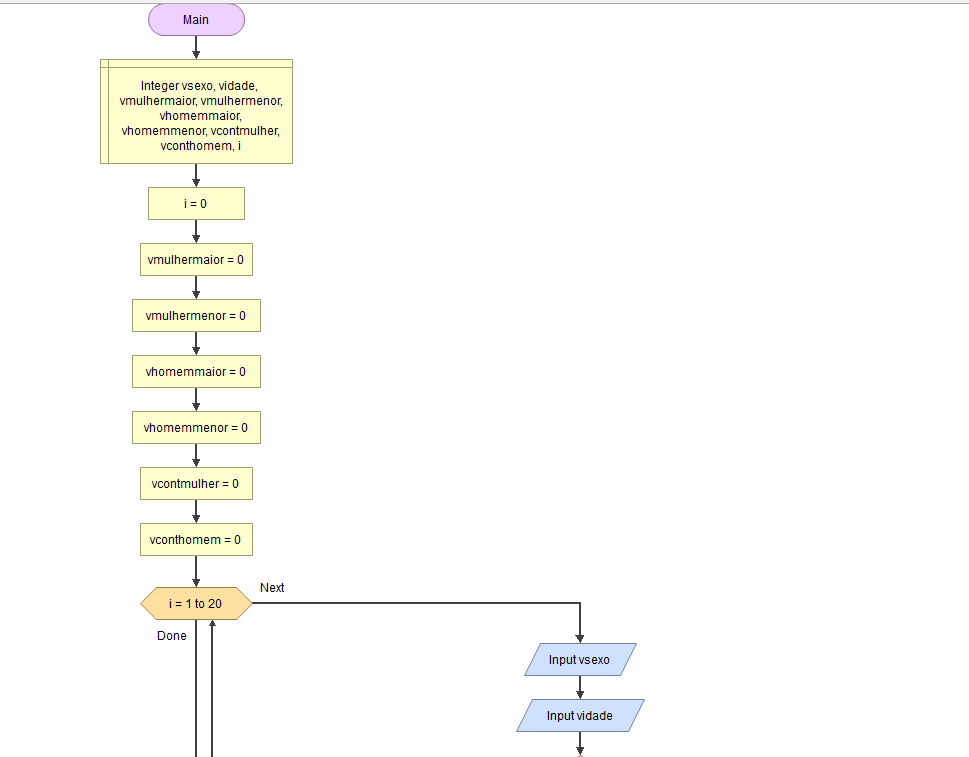 Main
Integer vsexo, vidade,
vmulhermaior, vmulhermenor,
vhomemmaior,
vhomemmenor, vcontmulher,
vconthomem, i
i = 0
vmulhermaior = 0
vmulhermenor = 0
vhomemmaior = 0
vhomemmenor = 0
vcontmulher = 0
vconthomem = 0
i = 1 to 20
Next
Done
Input vsexo
Input vidade